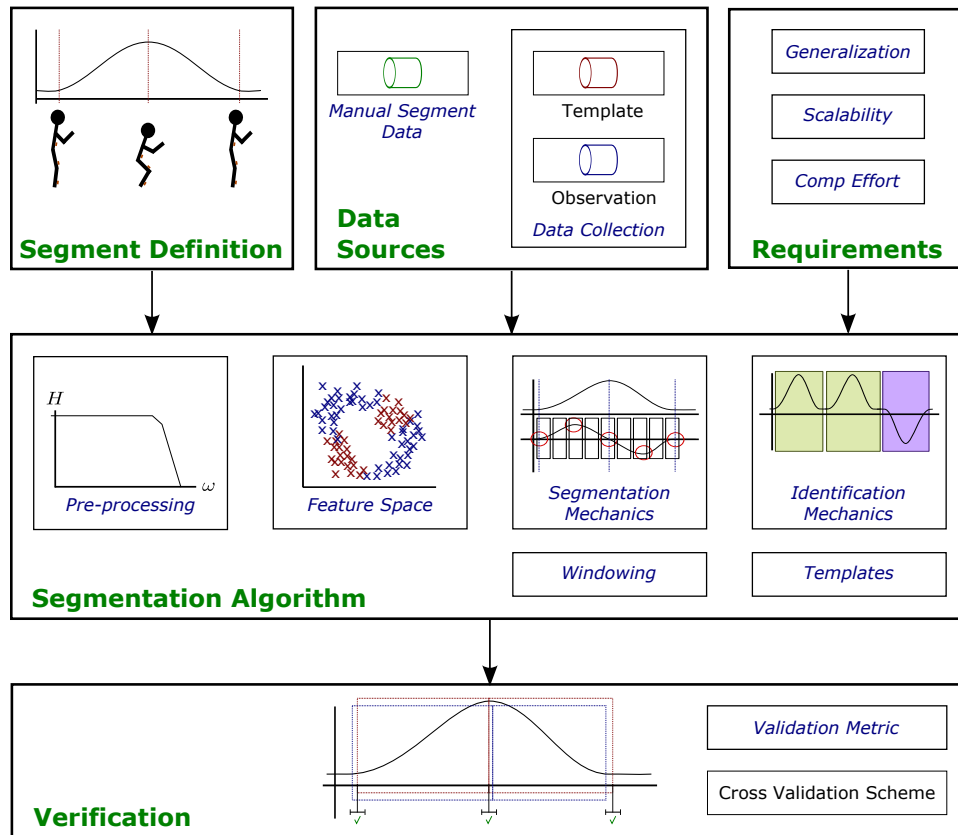 Segment Definition
Manual Segment
Data
Template
Observation
Data Collection
Data
Sources
Generalization
Scalability
Comp Effort
Requirements
H
ω
Pre-processing
Feature Space
Segmentation
Mechanics
Identification
Mechanics
Windowing
Templates
Segmentation Algorithm
Validation Metric
Cross Validation Scheme
Verification